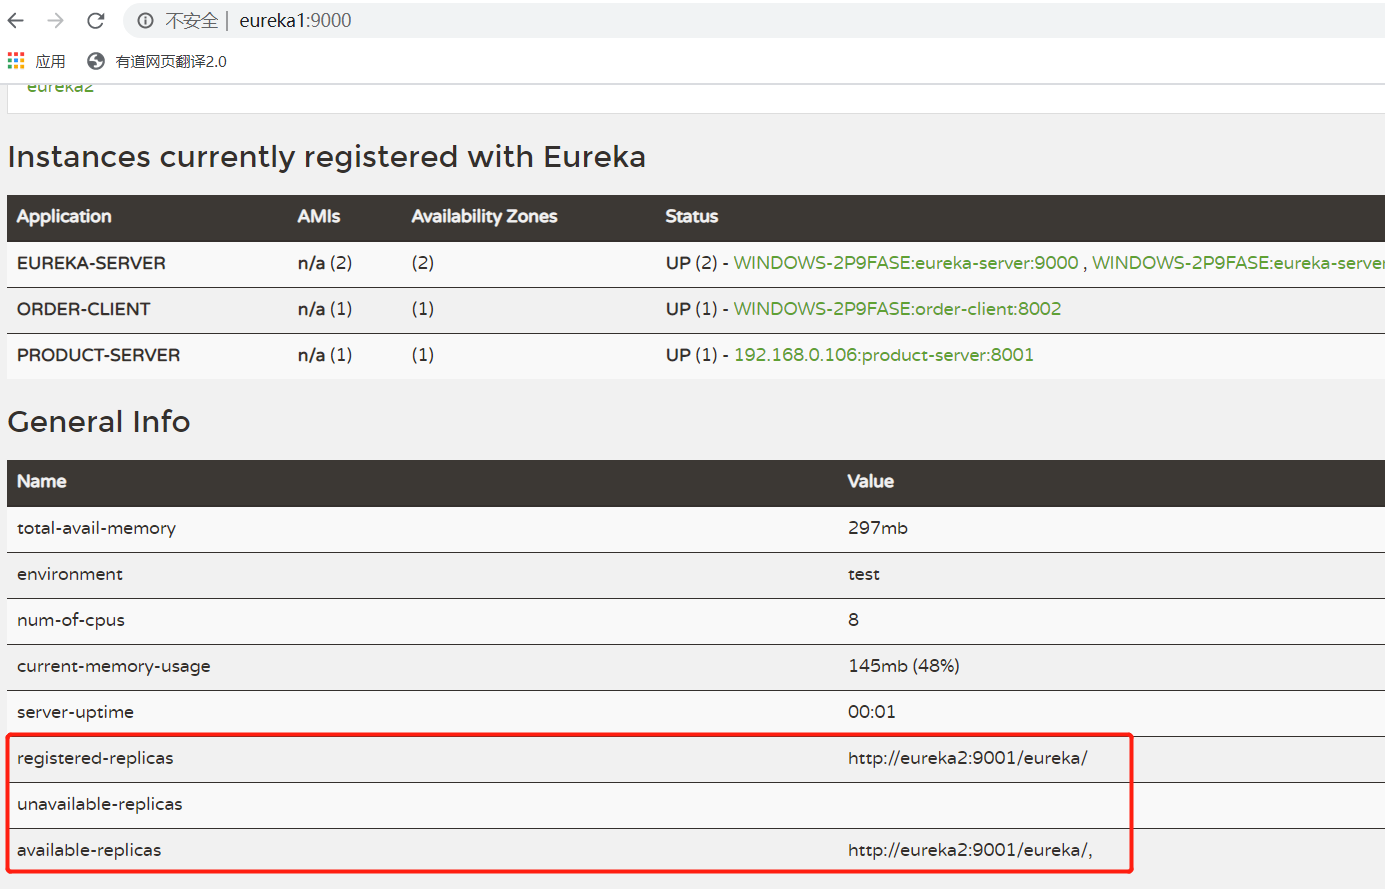 不安全 | eureka1:9000
应用 有道网页翻译2.0
eureka2
Instances currently registered with Eureka
Application AMIs Availability Zones Status
EUREKA-SERVER n/a (2) (2) UP (2) - WINDOWS-2P9FASE:eureka-server:9000 , WINDOWS-2P9FASE:eureka-server
ORDER-CLIENT n/a (1) (1) UP (1) - WINDOWS-2P9FASE:order-client:8002
PRODUCT-SERVER n/a (1) (1) UP (1) - 192.168.0.106:product-server:8001
General Info
Name Value
total-avail-memory 297mb
environment test
num-of-cpus 8
current-memory-usage 145mb (48%)
server-uptime 00:01
registered-replicas http://eureka2:9001/eureka/
unavailable-replicas
available-replicas http://eureka2:9001/eureka/,